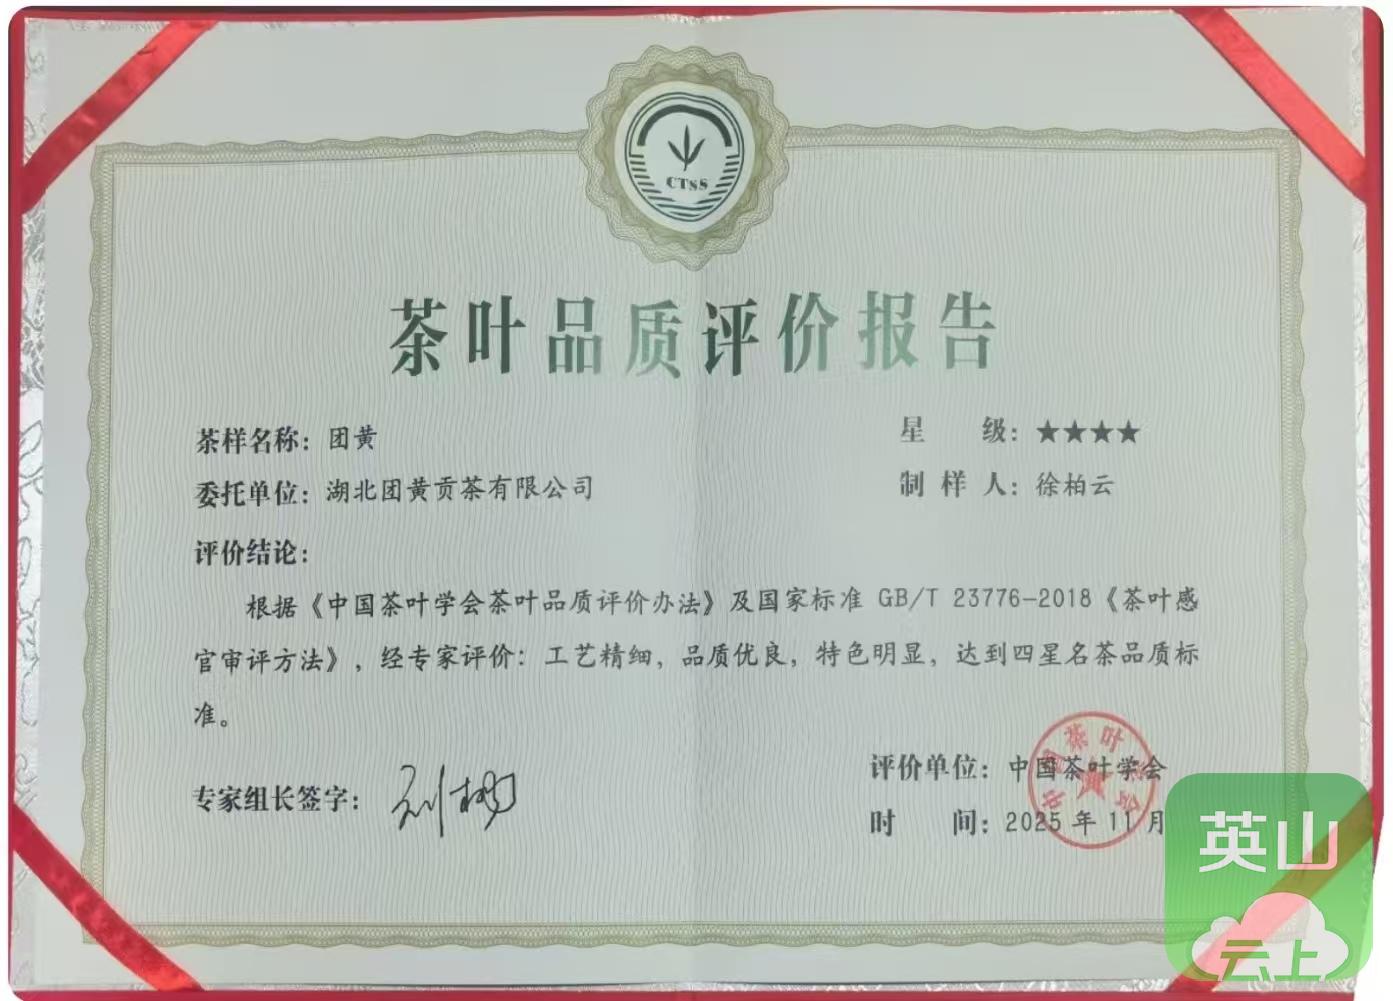 CTSS
茶叶品质评价报告
茶样名称：团黄
星 级：★★★★
委托单位：湖北团黄贡茶有限公司
制 样 人：徐柏云
评价结论：
根据《中国茶叶学会茶叶品质评价办法》及国家标准 GB/T 23776-2018《茶叶感
官审评方法》，经专家评价：工艺精细，品质优良，特色明显，达到四星名茶品质标
准。
专家组长签字：
评价单位：中国茶叶学会
时 间：2025 年 11 月
中国茶叶学会
英山
云上